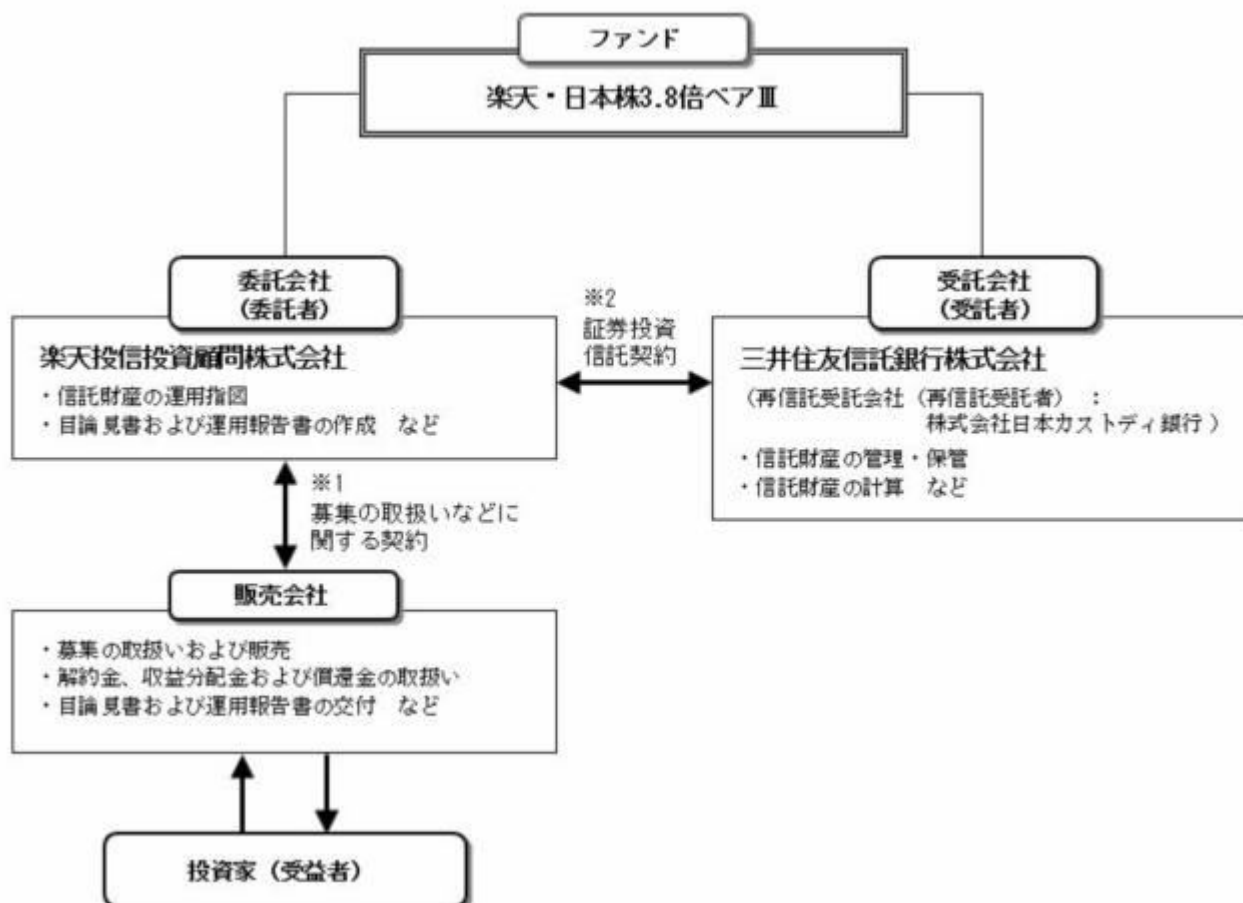 ファンド
楽天・日本株3.8倍ベアⅢ
委託会社
(委託者)
楽天投信投資顧問株式会社
・信託財産の運用指図
・目論見書および運用報告書の作成　など
※2
証券投資
信託契約
受託会社
(受託者)
三井住友信託銀行株式会社
（再信託受託会社（再信託受託者）　：
株式会社日本カストディ銀行）
・信託財産の管理・保管
・信託財産の計算　など
※1
募集の取扱いなどに
関する契約
販売会社
・募集の取扱いおよび販売
・解約金、収益分配金および償還金の取扱い
・目論見書および運用報告書の交付　など
投資家（受益者）